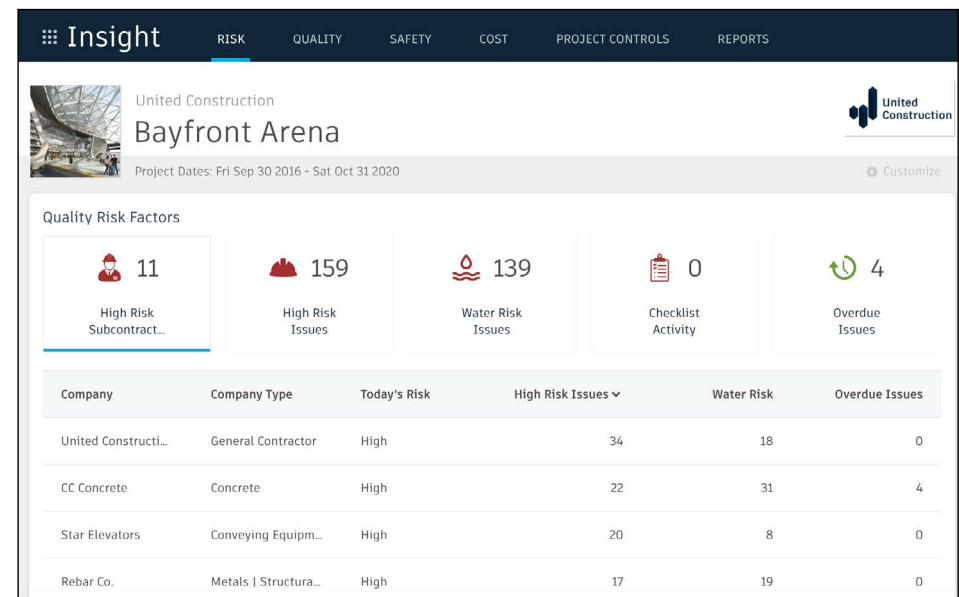 Insight RISK QUALITY SAFETY COST PROJECT CONTROLS REPORTS
United Construction
Bayfront Arena
United
Construction
Project Dates: Fri Sep 30 2016 - Sat Oct 31 2020 Customize
Quality Risk Factors
11 159 139 0 4
High Risk
Subcontract...
High Risk
Issues
Water Risk
Issues
Checklist
Activity
Overdue
Issues
Company Company Type Today's Risk High Risk Issues Water Risk Overdue Issues
United Constructi... General Contractor High 34 18 0
CC Concrete Concrete High 22 31 4
Star Elevators Conveying Equipm... High 20 8 0
Rebar Co. Metals | Structura... High 17 19 0